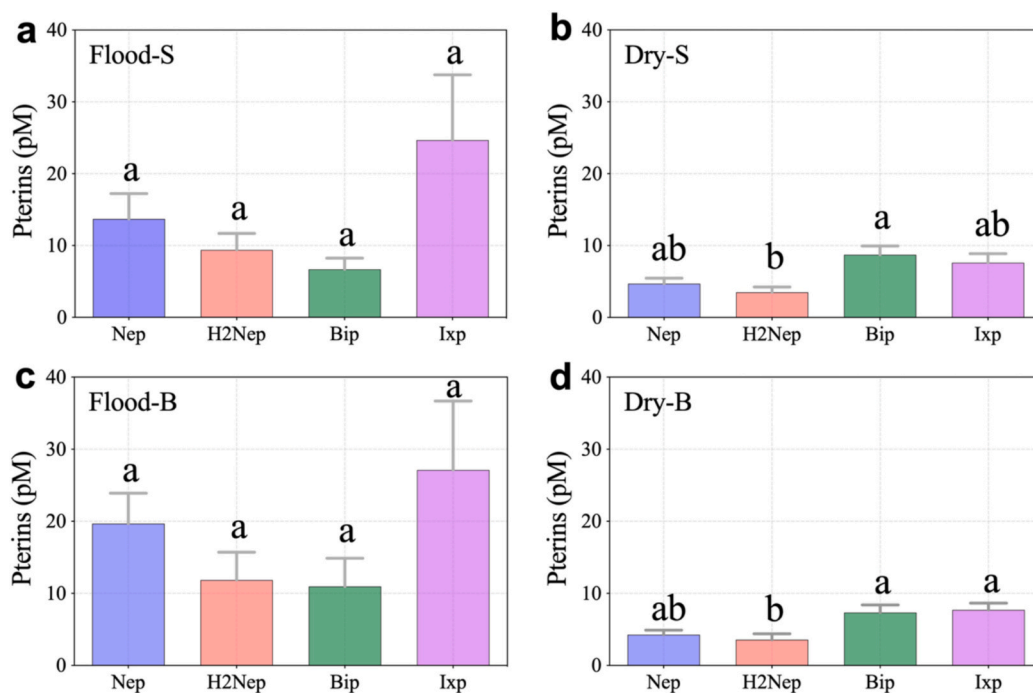 a
Flood-S
Pterins (pM)
40
30
20
10
0
a
a
a
a
Nep
H2Nep
Bip
Ixp
b
Dry-S
Pterins (pM)
40
30
20
10
0
ab
b
a
ab
Nep
H2Nep
Bip
Ixp
c
Flood-B
Pterins (pM)
40
30
20
10
0
a
a
a
a
Nep
H2Nep
Bip
Ixp
d
Dry-B
Pterins (pM)
40
30
20
10
0
ab
b
a
a
Nep
H2Nep
Bip
Ixp